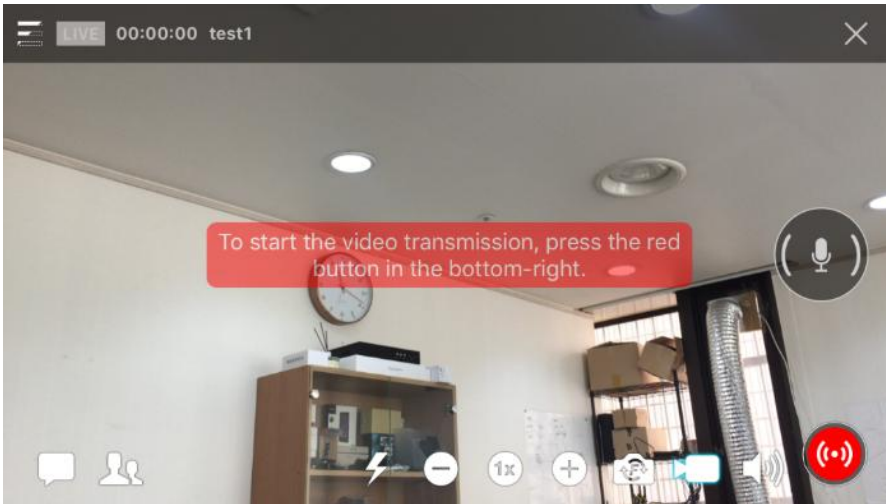 LIVE 00:00:00 test1
To start the video transmission, press the red
button in the bottom-right.
1x